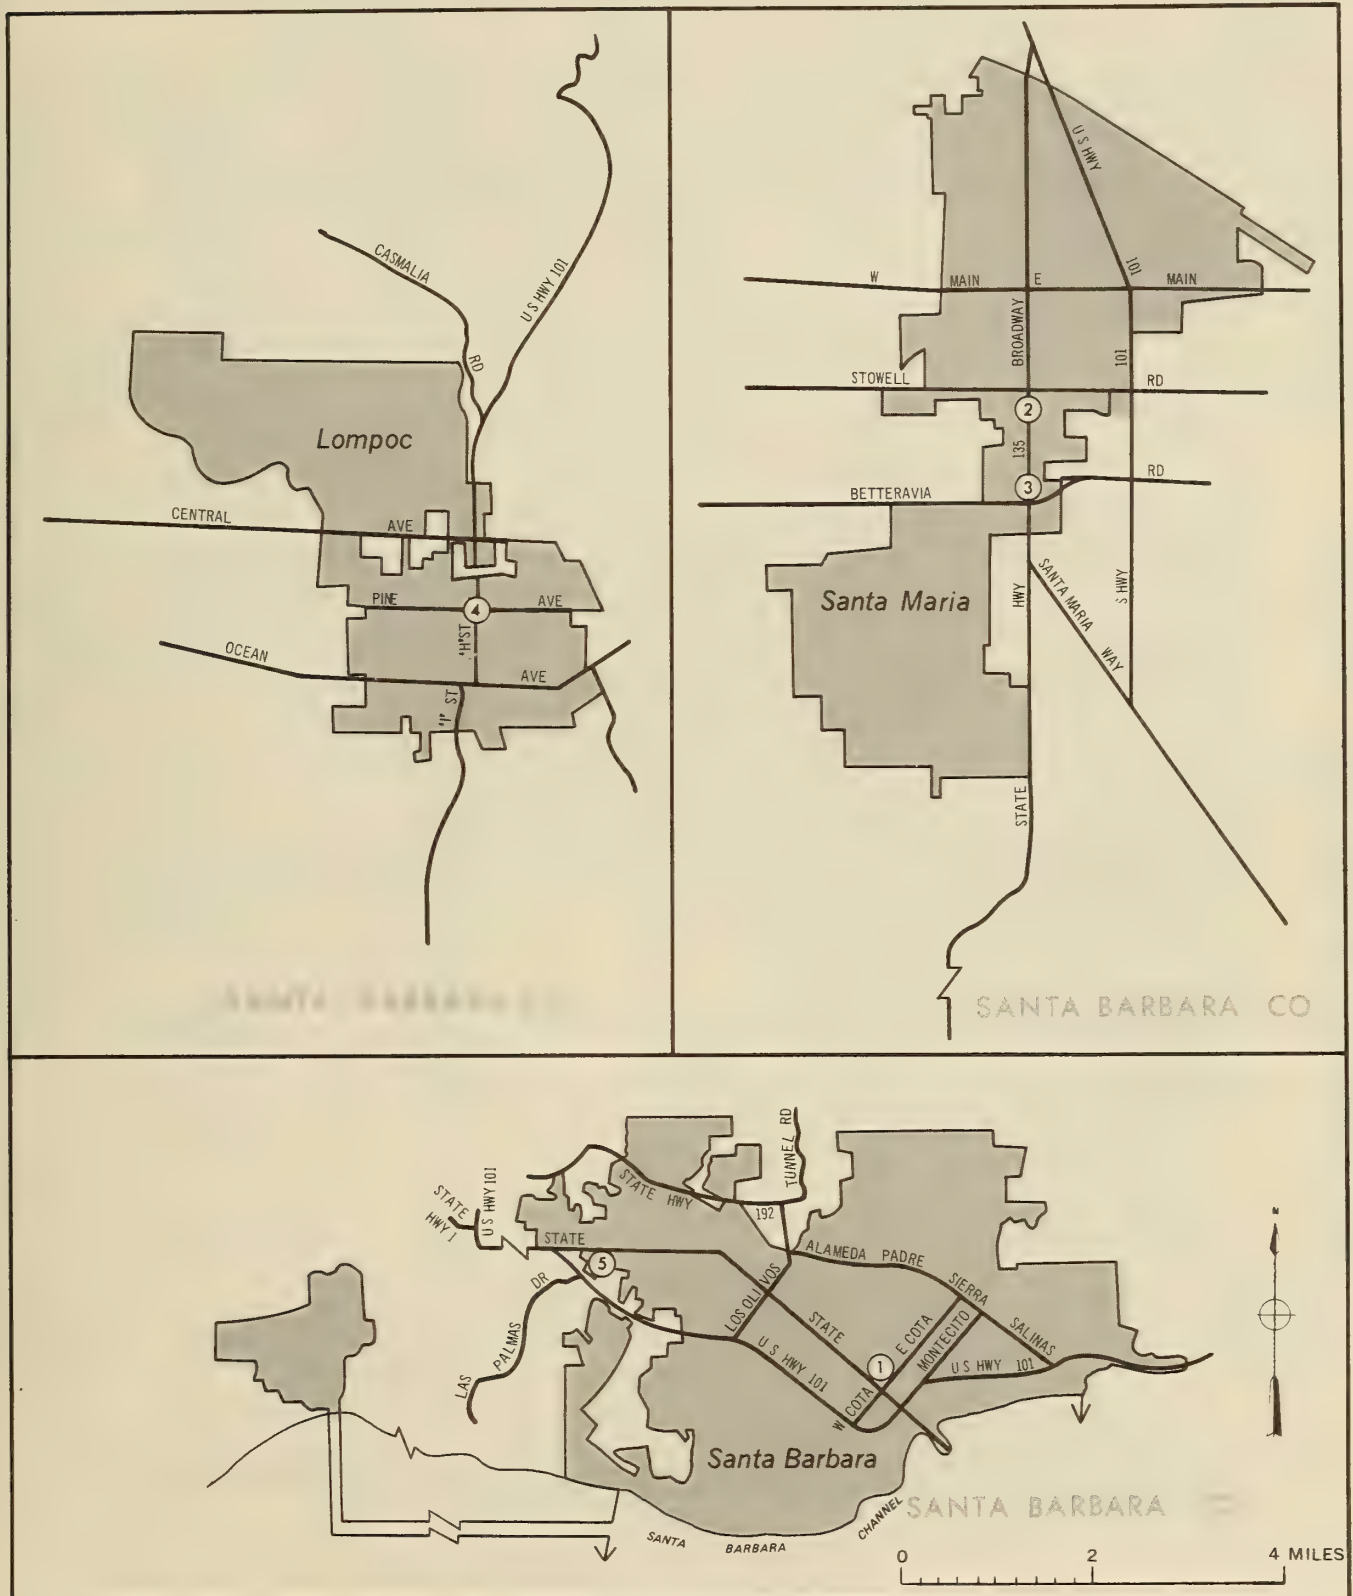 CASMALIA RD
U S HWY 101
Lompoc
CENTRAL AVE
PINE AVE
4
"H" ST
OCEAN AVE
"I" ST
SANTA BARBARA
U S HWY 101
W MAIN E MAIN
BROADWAY
101
STOWELL RD
2
135
3
BETTERAVIA RD
Santa Maria
HWY
SANTA MARIA WAY
S HWY
STATE
SANTA BARBARA CO
TUNNEL RD
STATE HWY 192
STATE HWY 1
U S HWY 101
STATE
5
ALAMEDA PADRE SIERRA
LAS PALMAS DR
LOS OLIVOS
STATE
E COTA
MONTECITO
SALINAS
U S HWY 101
1
U S HWY 101
W COTA
N
Santa Barbara
SANTA BARBARA CHANNEL
SANTA BARBARA
0 2 4 MILES